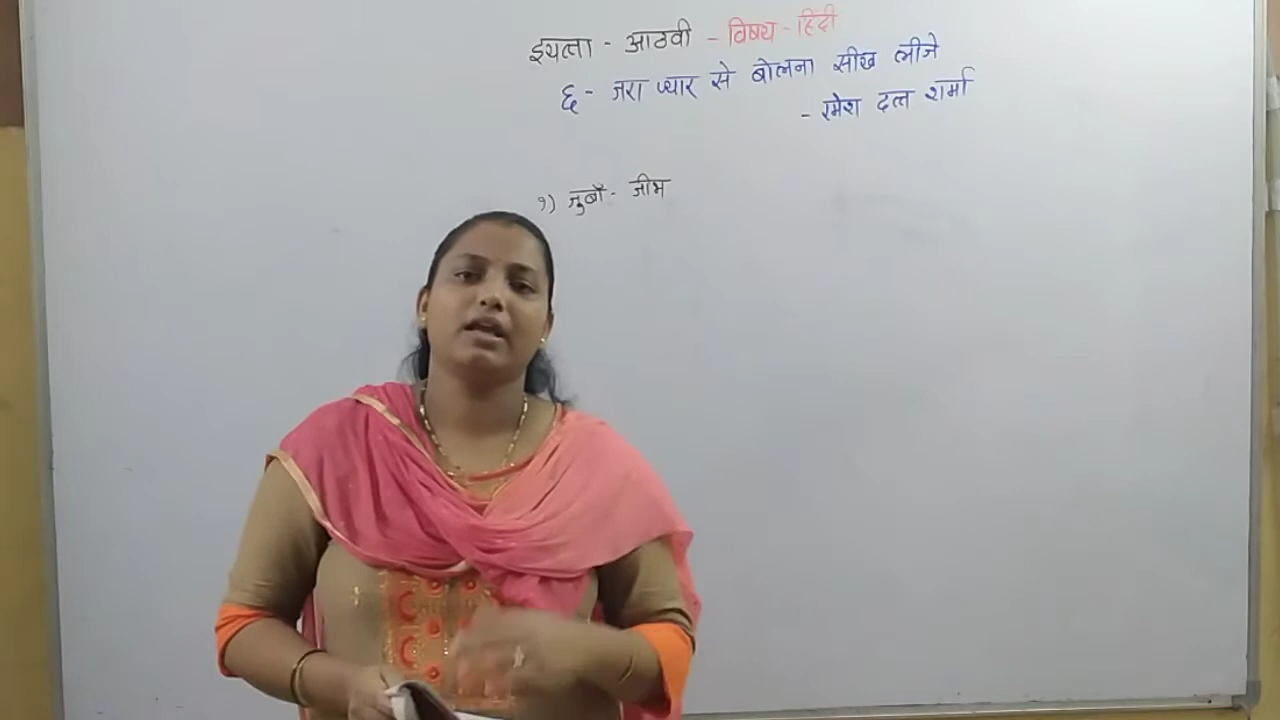 इयत्ता - आठवी - विषय - हिंदी
६ - जरा प्यार से बोलना सीख लीजे
- रमेश दत्त शर्मा
१) जुबाँ - जीभ